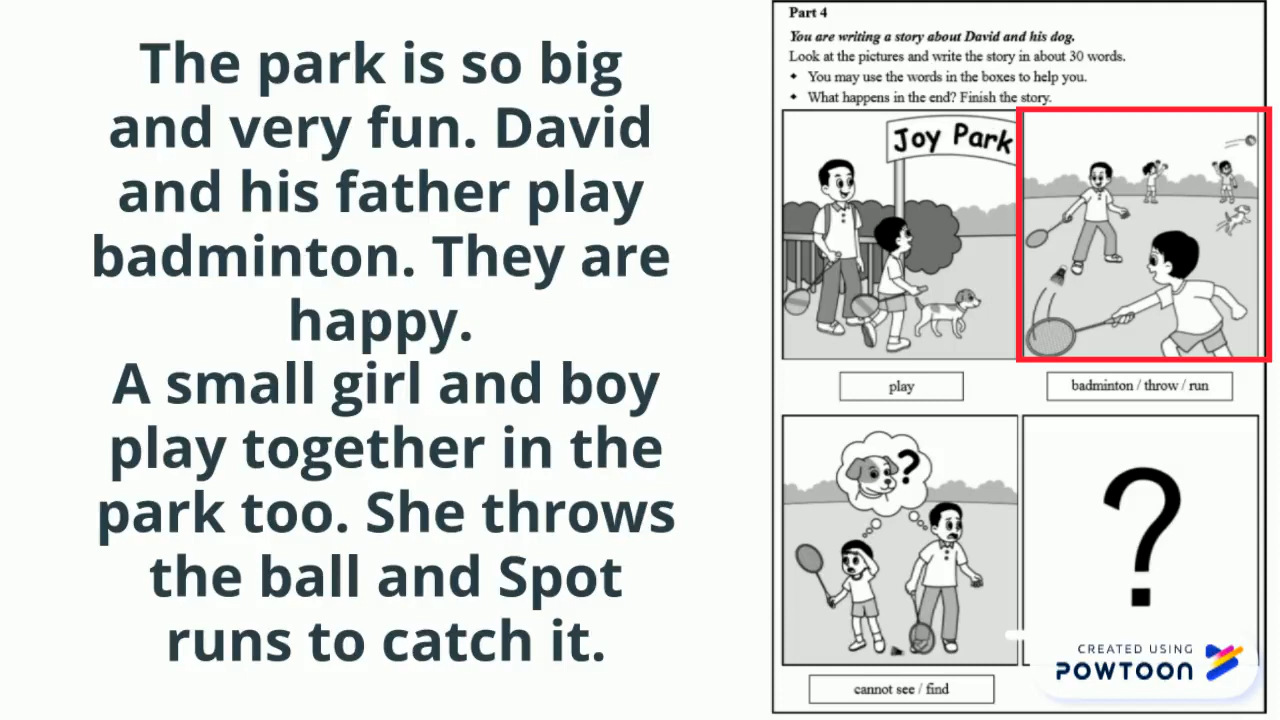 The park is so big
and very fun. David
and his father play
badminton. They are
happy.
A small girl and boy
play together in the
park too. She throws
the ball and Spot
runs to catch it.
Part 4
You are writing a story about David and his dog.
Look at the pictures and write the story in about 30 words.
• You may use the words in the boxes to help you.
• What happens in the end? Finish the story.
Joy Park
play
badminton / throw / run
?
?
cannot see / find
CREATED USING
POWTOON